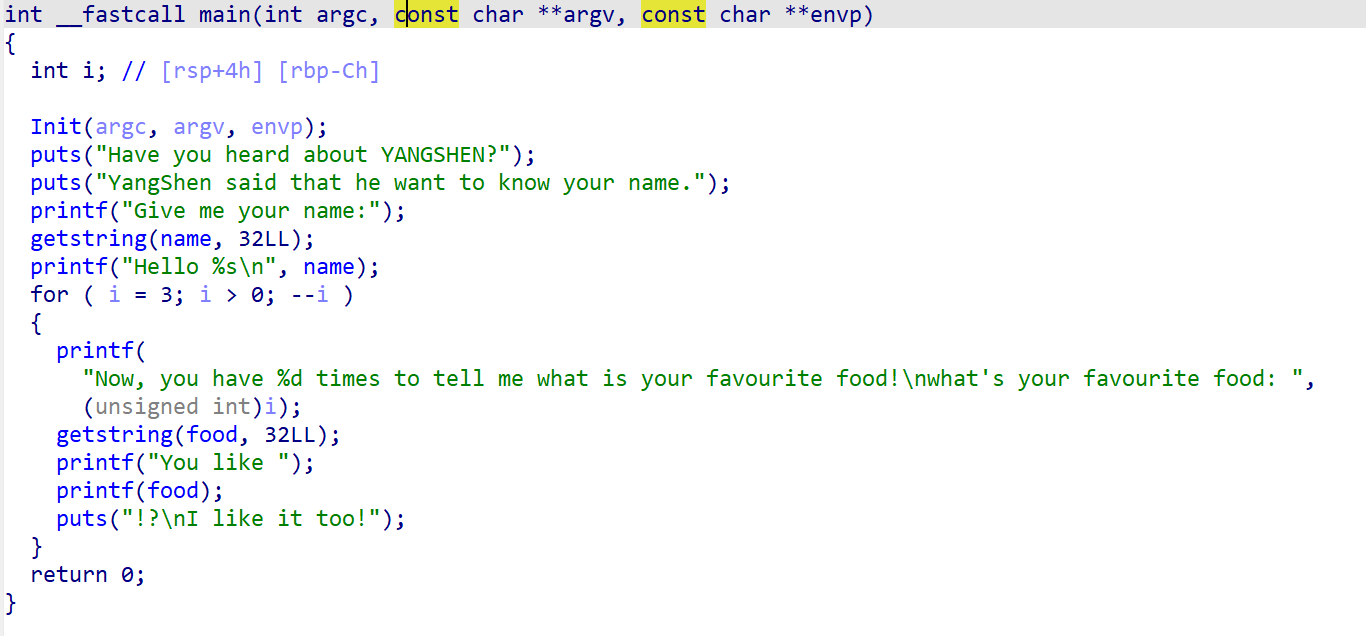 int __fastcall main(int argc, const char **argv, const char **envp)
{
  int i; // [rsp+4h] [rbp-Ch]

  Init(argc, argv, envp);
  puts("Have you heard about YANGSHEN?");
  puts("YangShen said that he want to know your name.");
  printf("Give me your name:");
  getstring(name, 32LL);
  printf("Hello %s\n", name);
  for ( i = 3; i > 0; --i )
  {
    printf(
      "Now, you have %d times to tell me what is your favourite food!\nwhat's your favourite food: ",
      (unsigned int)i);
    getstring(food, 32LL);
    printf("You like ");
    printf(food);
    puts("!?\nI like it too!");
  }
  return 0;
}